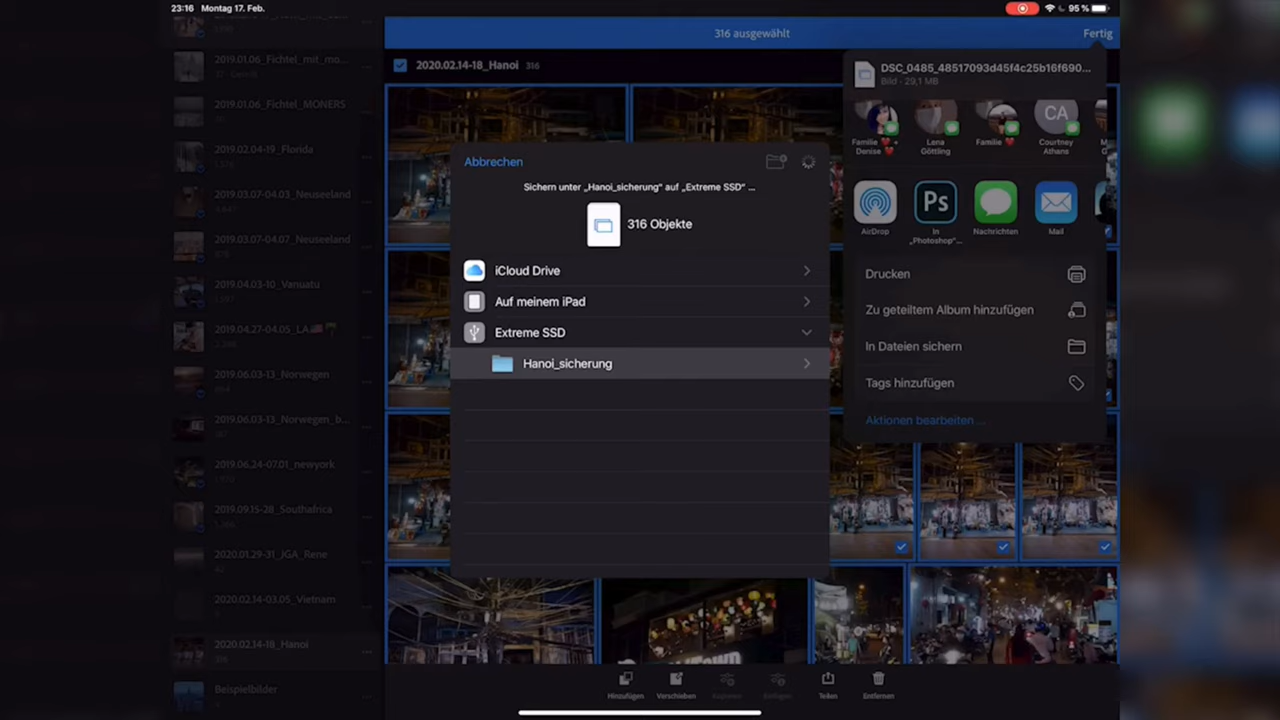 23:16 Montag 17. Feb.
95 %
316 ausgewählt
Fertig
2020.02.14-18_Hanoi 316
2019.01.06_Fichtel_mit_mo...
2019.01.06_Fichtel_MONERS
2019.02.04-19_Florida
2019.03.07-04.03_Neuseeland
2019.03.07-04.07_Neuseeland
2019.04.03-10_Vanuatu
2019.04.27-04.05_LA
2019.06.03-13_Norwegen
2019.06.03-13_Norwegen_b...
2019.06.24-07.01_newyork
2019.09.15-28_Southafrica
2020.01.29-31_JGA_Rene
2020.02.14-03.05_Vietnam
2020.02.14-18_Hanoi
316
Beispielbilder
Abbrechen
Sichern unter „Hanoi_sicherung“ auf „Extreme SSD“ ...
316 Objekte
iCloud Drive
Auf meinem iPad
Extreme SSD
Hanoi_sicherung
DSC_0485_48517093d45f4c25b16f690...
Bild - 29,1 MB
Familie
Denise
Lena
Göttling
Familie
CA
Courtney
Athans
AirDrop
Ps
In
„Photoshop“...
Nachrichten
Mail
Drucken
Zu geteiltem Album hinzufügen
In Dateien sichern
Tags hinzufügen
Aktionen bearbeiten ...
Hinzufügen
Verschieben
Kopieren
Einfügen
Teilen
Entfernen